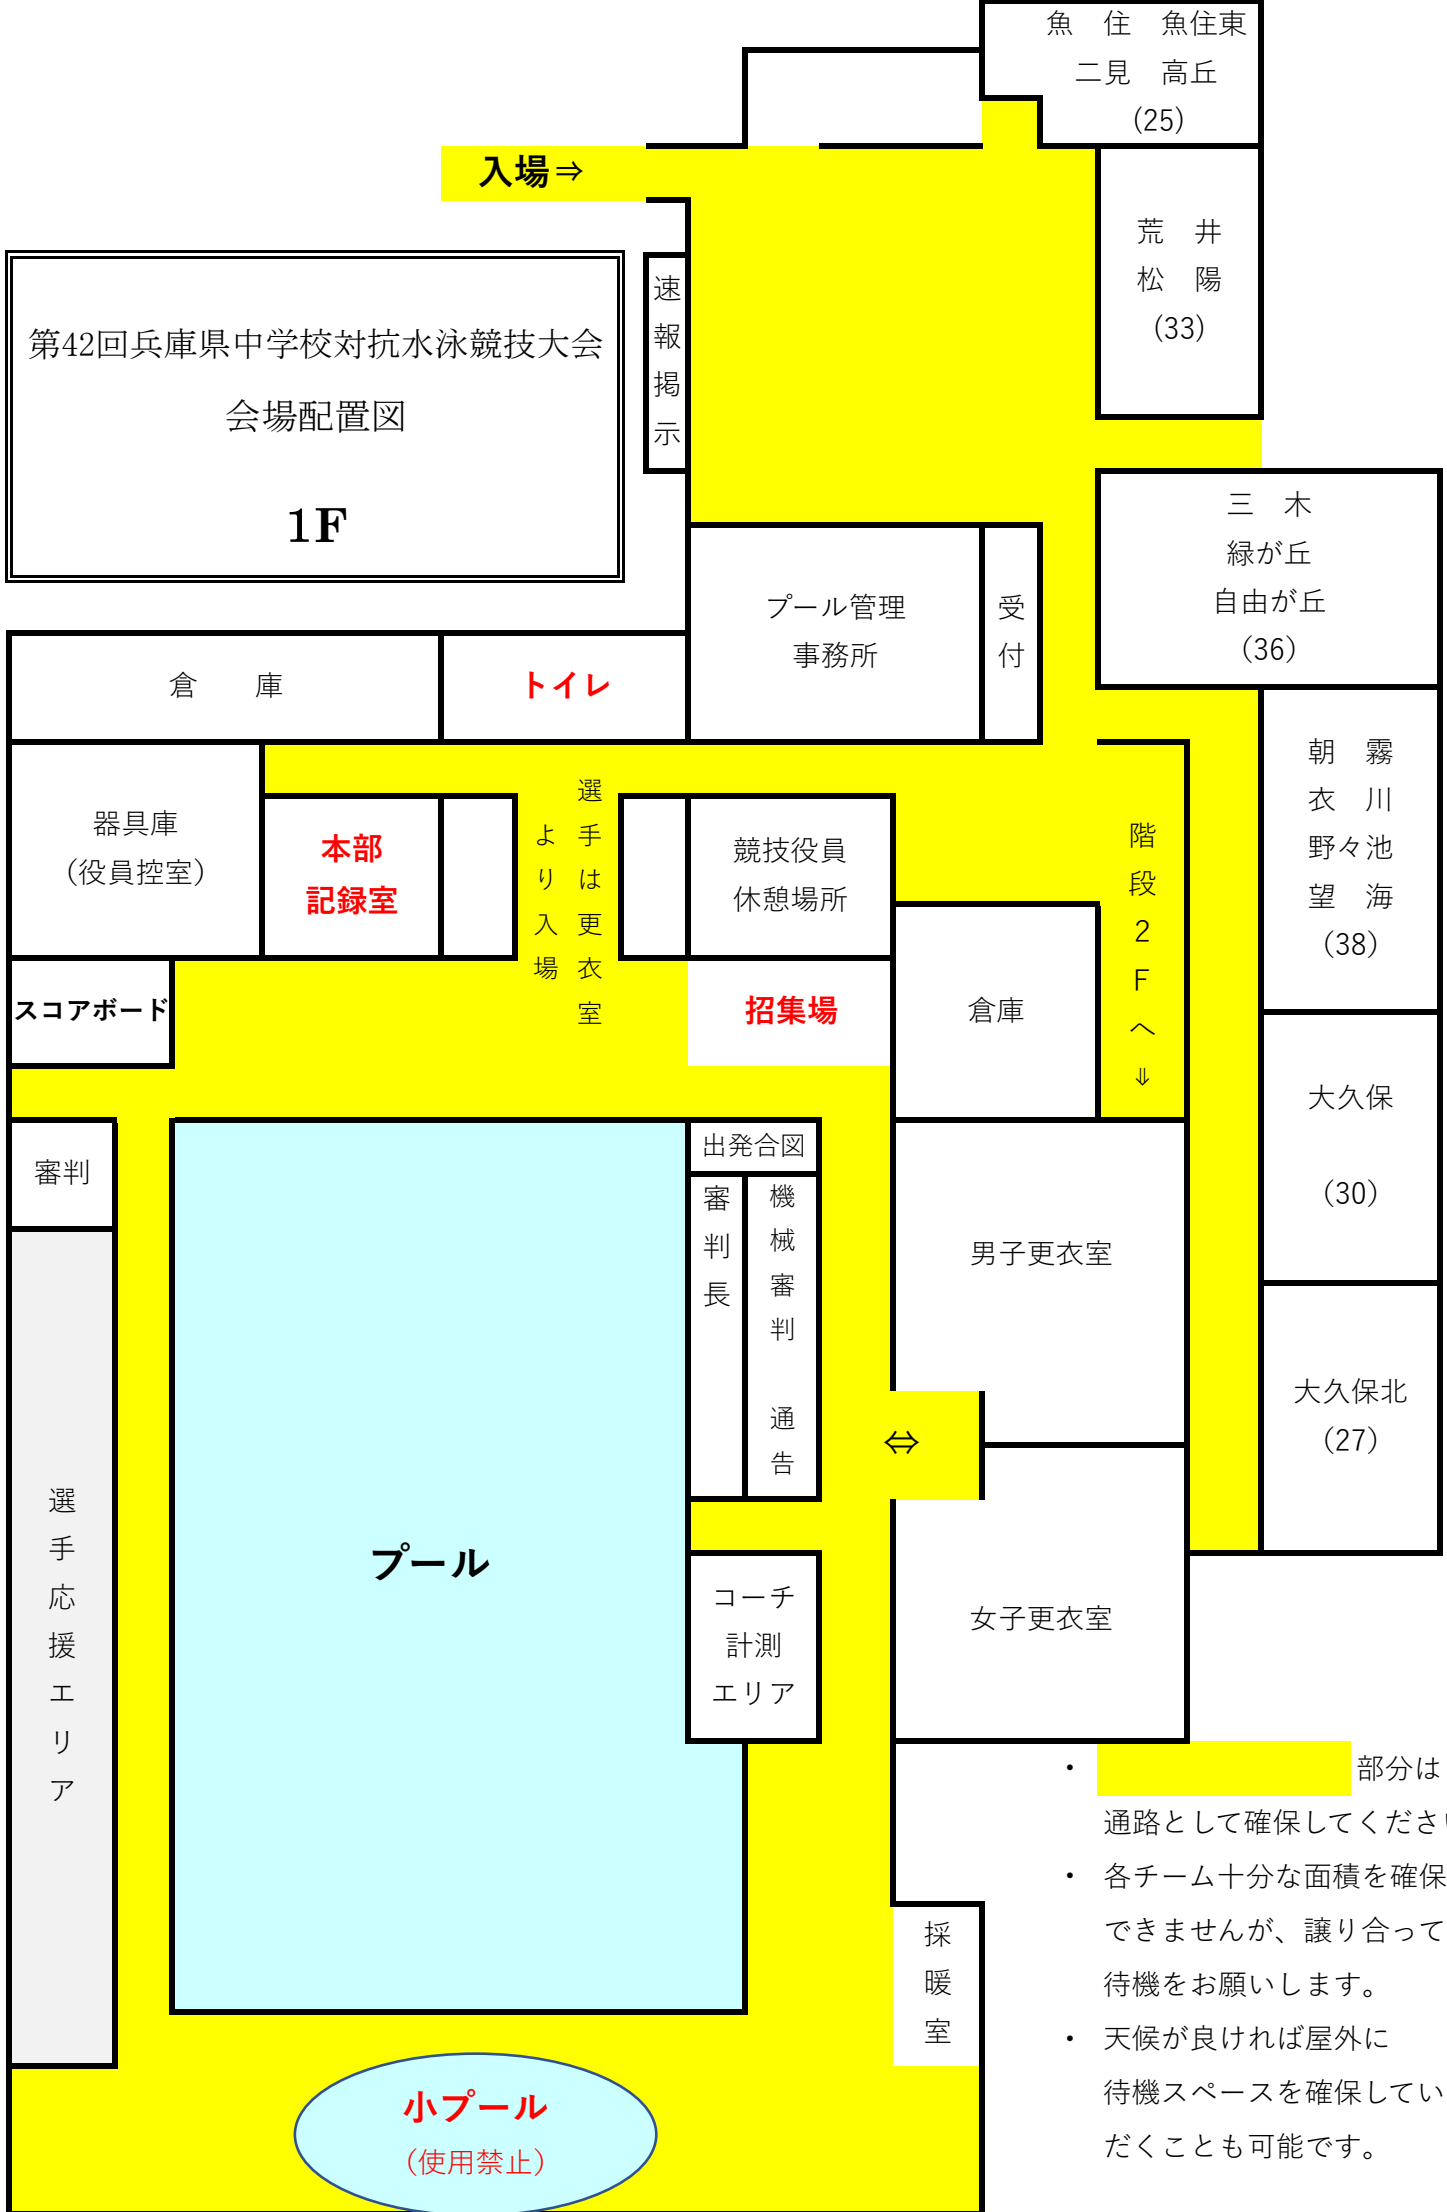 魚　住　魚住東
二見　高丘
(25)
入場⇒
荒　井
松　陽
(33)
速報掲示
第42回兵庫県中学校対抗水泳競技大会
会場配置図
1F
三　木
緑が丘
自由が丘
(36)
プール管理
事務所
受付
倉　　庫
トイレ
朝　霧
衣　川
野々池
望　海
(38)
器具庫
(役員控室)
本部
記録室
選手は更衣室
より入場
競技役員
休憩場所
階段２Ｆへ⇓
スコアボード
招集場
倉庫
大久保
(30)
審判
出発合図
審判長
機械審判　通告
男子更衣室
大久保北
(27)
⇔
選手応援エリア
プール
コーチ
計測
エリア
女子更衣室
・　部分は
通路として確保してくださ
・　各チーム十分な面積を確保
できませんが、譲り合って
待機をお願いします。
・　天候が良ければ屋外に
待機スペースを確保してい
だくことも可能です。
採暖室
小プール
(使用禁止)